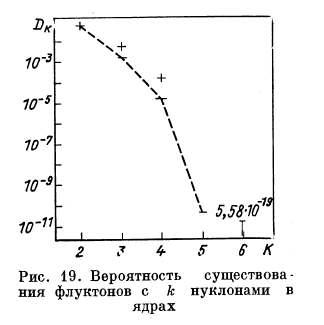 Dк
10⁻³
10⁻⁵
10⁻⁷
10⁻⁹
10⁻¹¹
5,58·10⁻¹⁹
2 3 4 5 6 К
Рис. 19. Вероятность существова-
ния флуктонов с k нуклонами в
ядрах